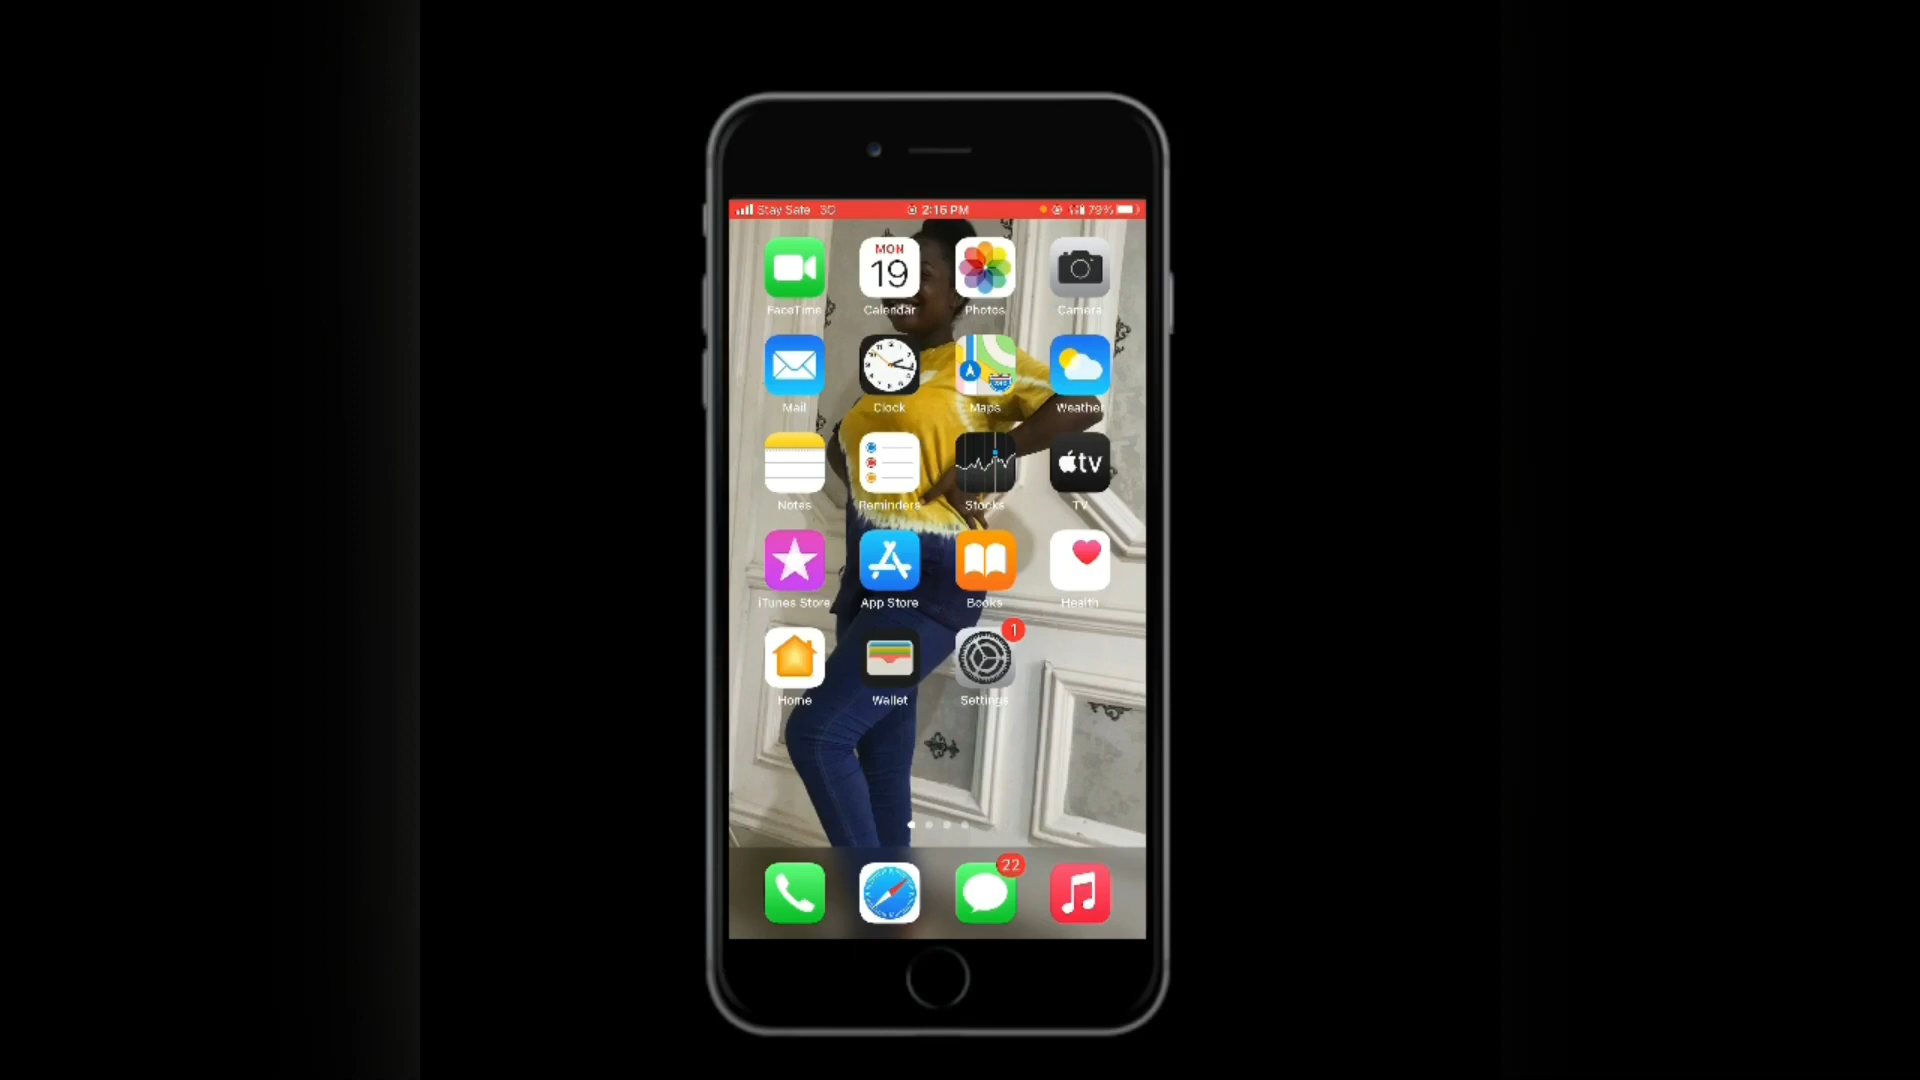 Stay Safe 3G 2:16 PM 79%
MON
19
FaceTime Calendar Photos Camera
Mail Clock Maps Weather
tv
Notes Reminders Stocks TV
iTunes Store App Store Books Health
1
Home Wallet Settings
22